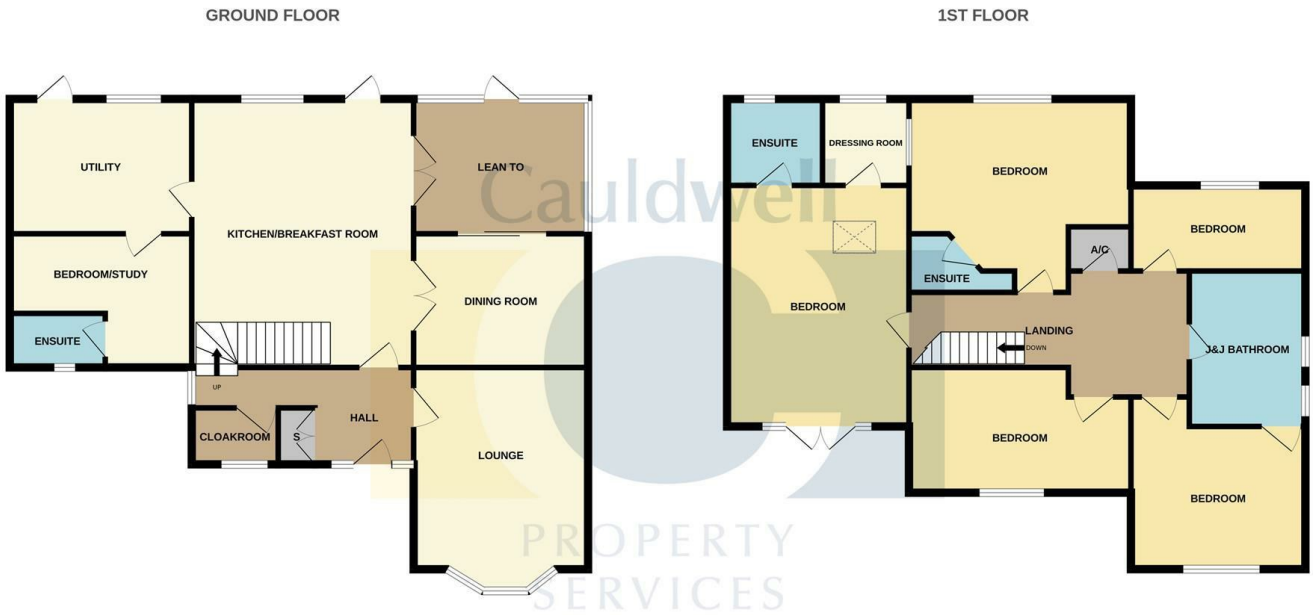 GROUND FLOOR
1ST FLOOR
UTILITY
LEAN TO
KITCHEN/BREAKFAST ROOM
BEDROOM/STUDY
DINING ROOM
ENSUITE
UP
HALL
CLOAKROOM
S
LOUNGE
ENSUITE
DRESSING ROOM
BEDROOM
BEDROOM
A/C
ENSUITE
BEDROOM
LANDING
DOWN
J&J BATHROOM
BEDROOM
BEDROOM
Cauldwell
PROPERTY
SERVICES